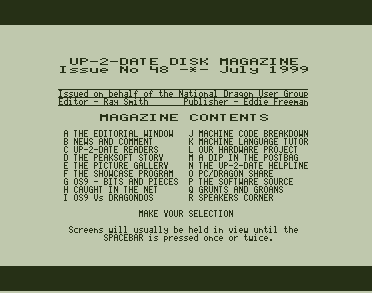 UP-2-DATE DISK MAGAZINE
Issue No 48 -*- July 1999
Issued on behalf of the National Dragon User Group
Editor - Ray Smith Publisher - Eddie Freeman
MAGAZINE CONTENTS
A THE EDITORIAL WINDOW J MACHINE CODE BREAKDOWN
B NEWS AND COMMENT K MACHINE LANGUAGE TUTOR
C UP-2-DATE READERS L OUR HARDWARE PROJECT
D THE PEAKSOFT STORY M A DIP IN THE POSTBAG
E THE PICTURE GALLERY N THE UP-2-DATE HELPLINE
F THE SHOWCASE PROGRAM O PC/DRAGON SHARE
G OS9 - BITS AND PIECES P THE SOFTWARE SOURCE
H CAUGHT IN THE NET Q GRUNTS AND GROANS
I OS9 Vs DRAGONDOS R SPEAKERS CORNER
MAKE YOUR SELECTION
Screens will usually be held in view until the
SPACEBAR is pressed once or twice.